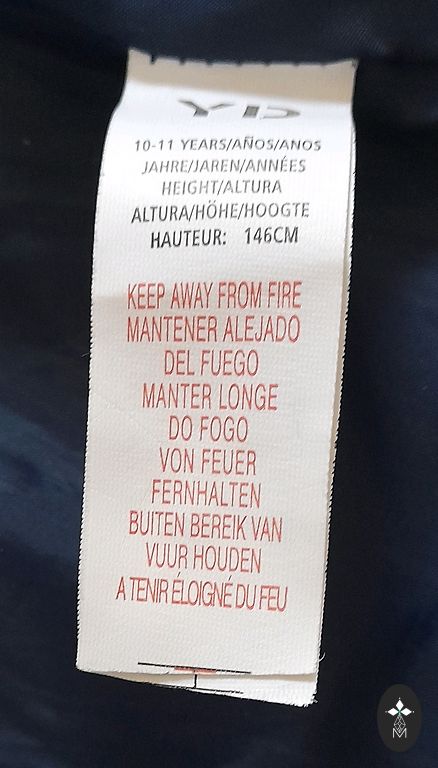 YD
10-11 YEARS/AÑOS/ANOS
JAHRE/JAREN/ANNÉES
HEIGHT/ALTURA
ALTURA/HÖHE/HOOGTE
HAUTEUR: 146CM
KEEP AWAY FROM FIRE
MANTENER ALEJADO
DEL FUEGO
MANTER LONGE
DO FOGO
VON FEUER
FERNHALTEN
BUITEN BEREIK VAN
VUUR HOUDEN
A TENIR ÉLOIGNÉ DU FEU
M